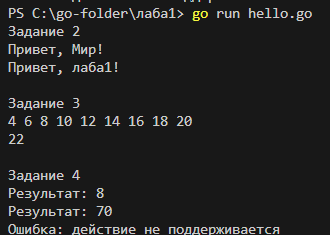 PS C:\go-folder\лаба1> go run hello.go
Задание 2
Привет, Мир!
Привет, лаба1!
Задание 3
4 6 8 10 12 14 16 18 20
22
Задание 4
Результат: 8
Результат: 70
Ошибка: действие не поддерживается